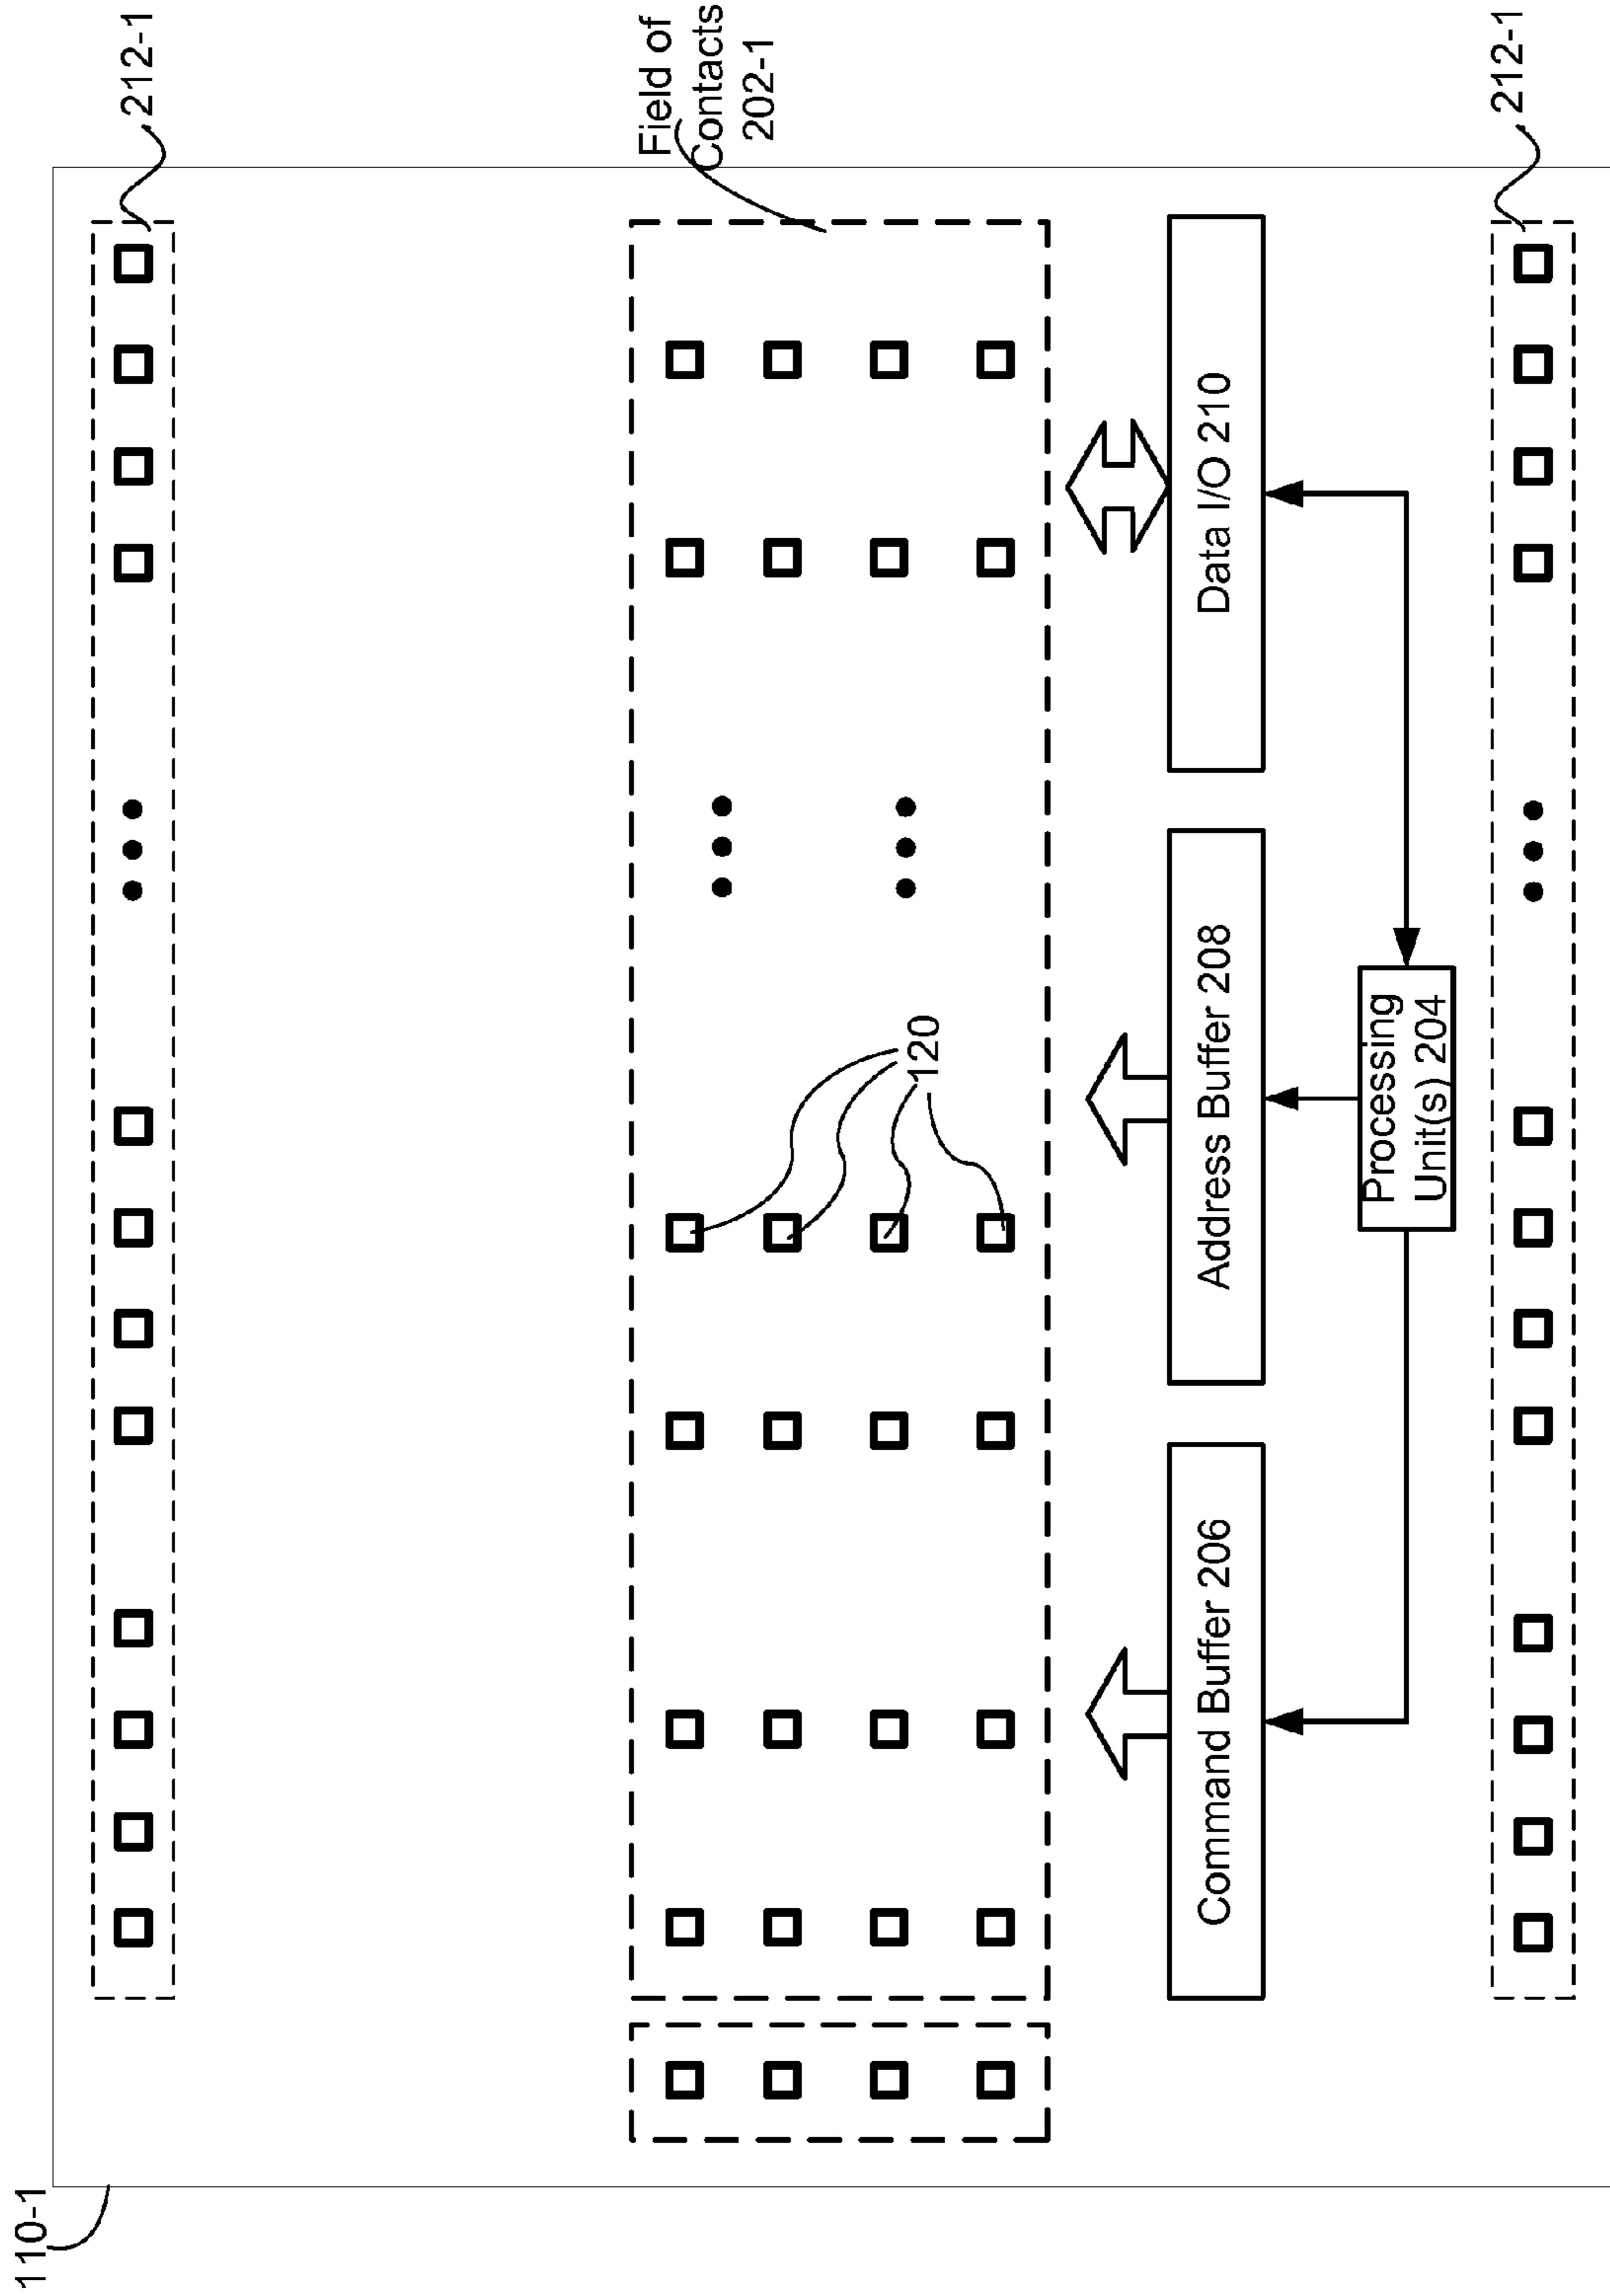 110-1
212-1
Field of
Contacts
202-1
120
Command Buffer 206
Address Buffer 208
Data I/O 210
Processing
Unit(s) 204
212-1